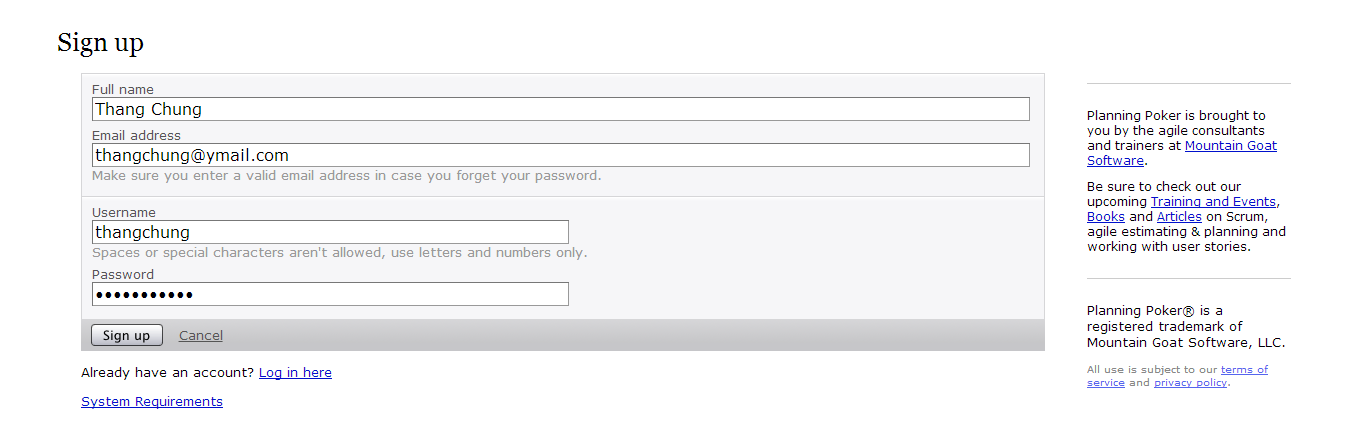 Sign up
Full name
Thang Chung
Email address
thangchung@ymail.com
Make sure you enter a valid email address in case you forget your password.
Username
thangchung
Spaces or special characters aren't allowed, use letters and numbers only.
Password
•••••••••••
Sign up Cancel
Already have an account? Log in here
System Requirements
Planning Poker is brought to
you by the agile consultants
and trainers at Mountain Goat
Software.
Be sure to check out our
upcoming Training and Events,
Books and Articles on Scrum,
agile estimating & planning and
working with user stories.
Planning Poker® is a
registered trademark of
Mountain Goat Software, LLC.
All use is subject to our terms of
service and privacy policy.